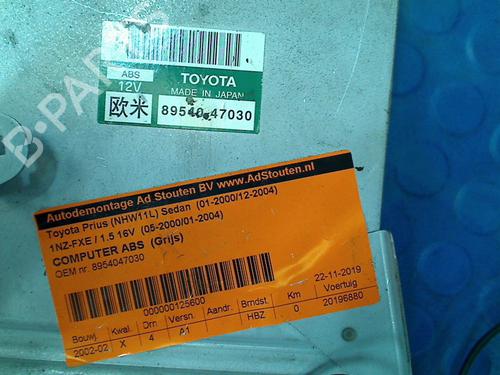 ABS
12V
TOYOTA
MADE IN JAPAN
欧米
89540-47030
B-PARTS
Autodemontage Ad Stouten BV www.AdStouten.nl
Toyota Prius (NHW11L) Sedan (01-2000/12-2004)
1NZ-FXE / 1.5 16V (05-2000/01-2004)
COMPUTER ABS (Grijs)
OEM nr. 8954047030
000000125600
22-11-2019
Bouwj. Kwal. Drn Versn Aandr. Brndst. Km Voertuig
2002-02 X 4 A1 HBZ 0 20196880